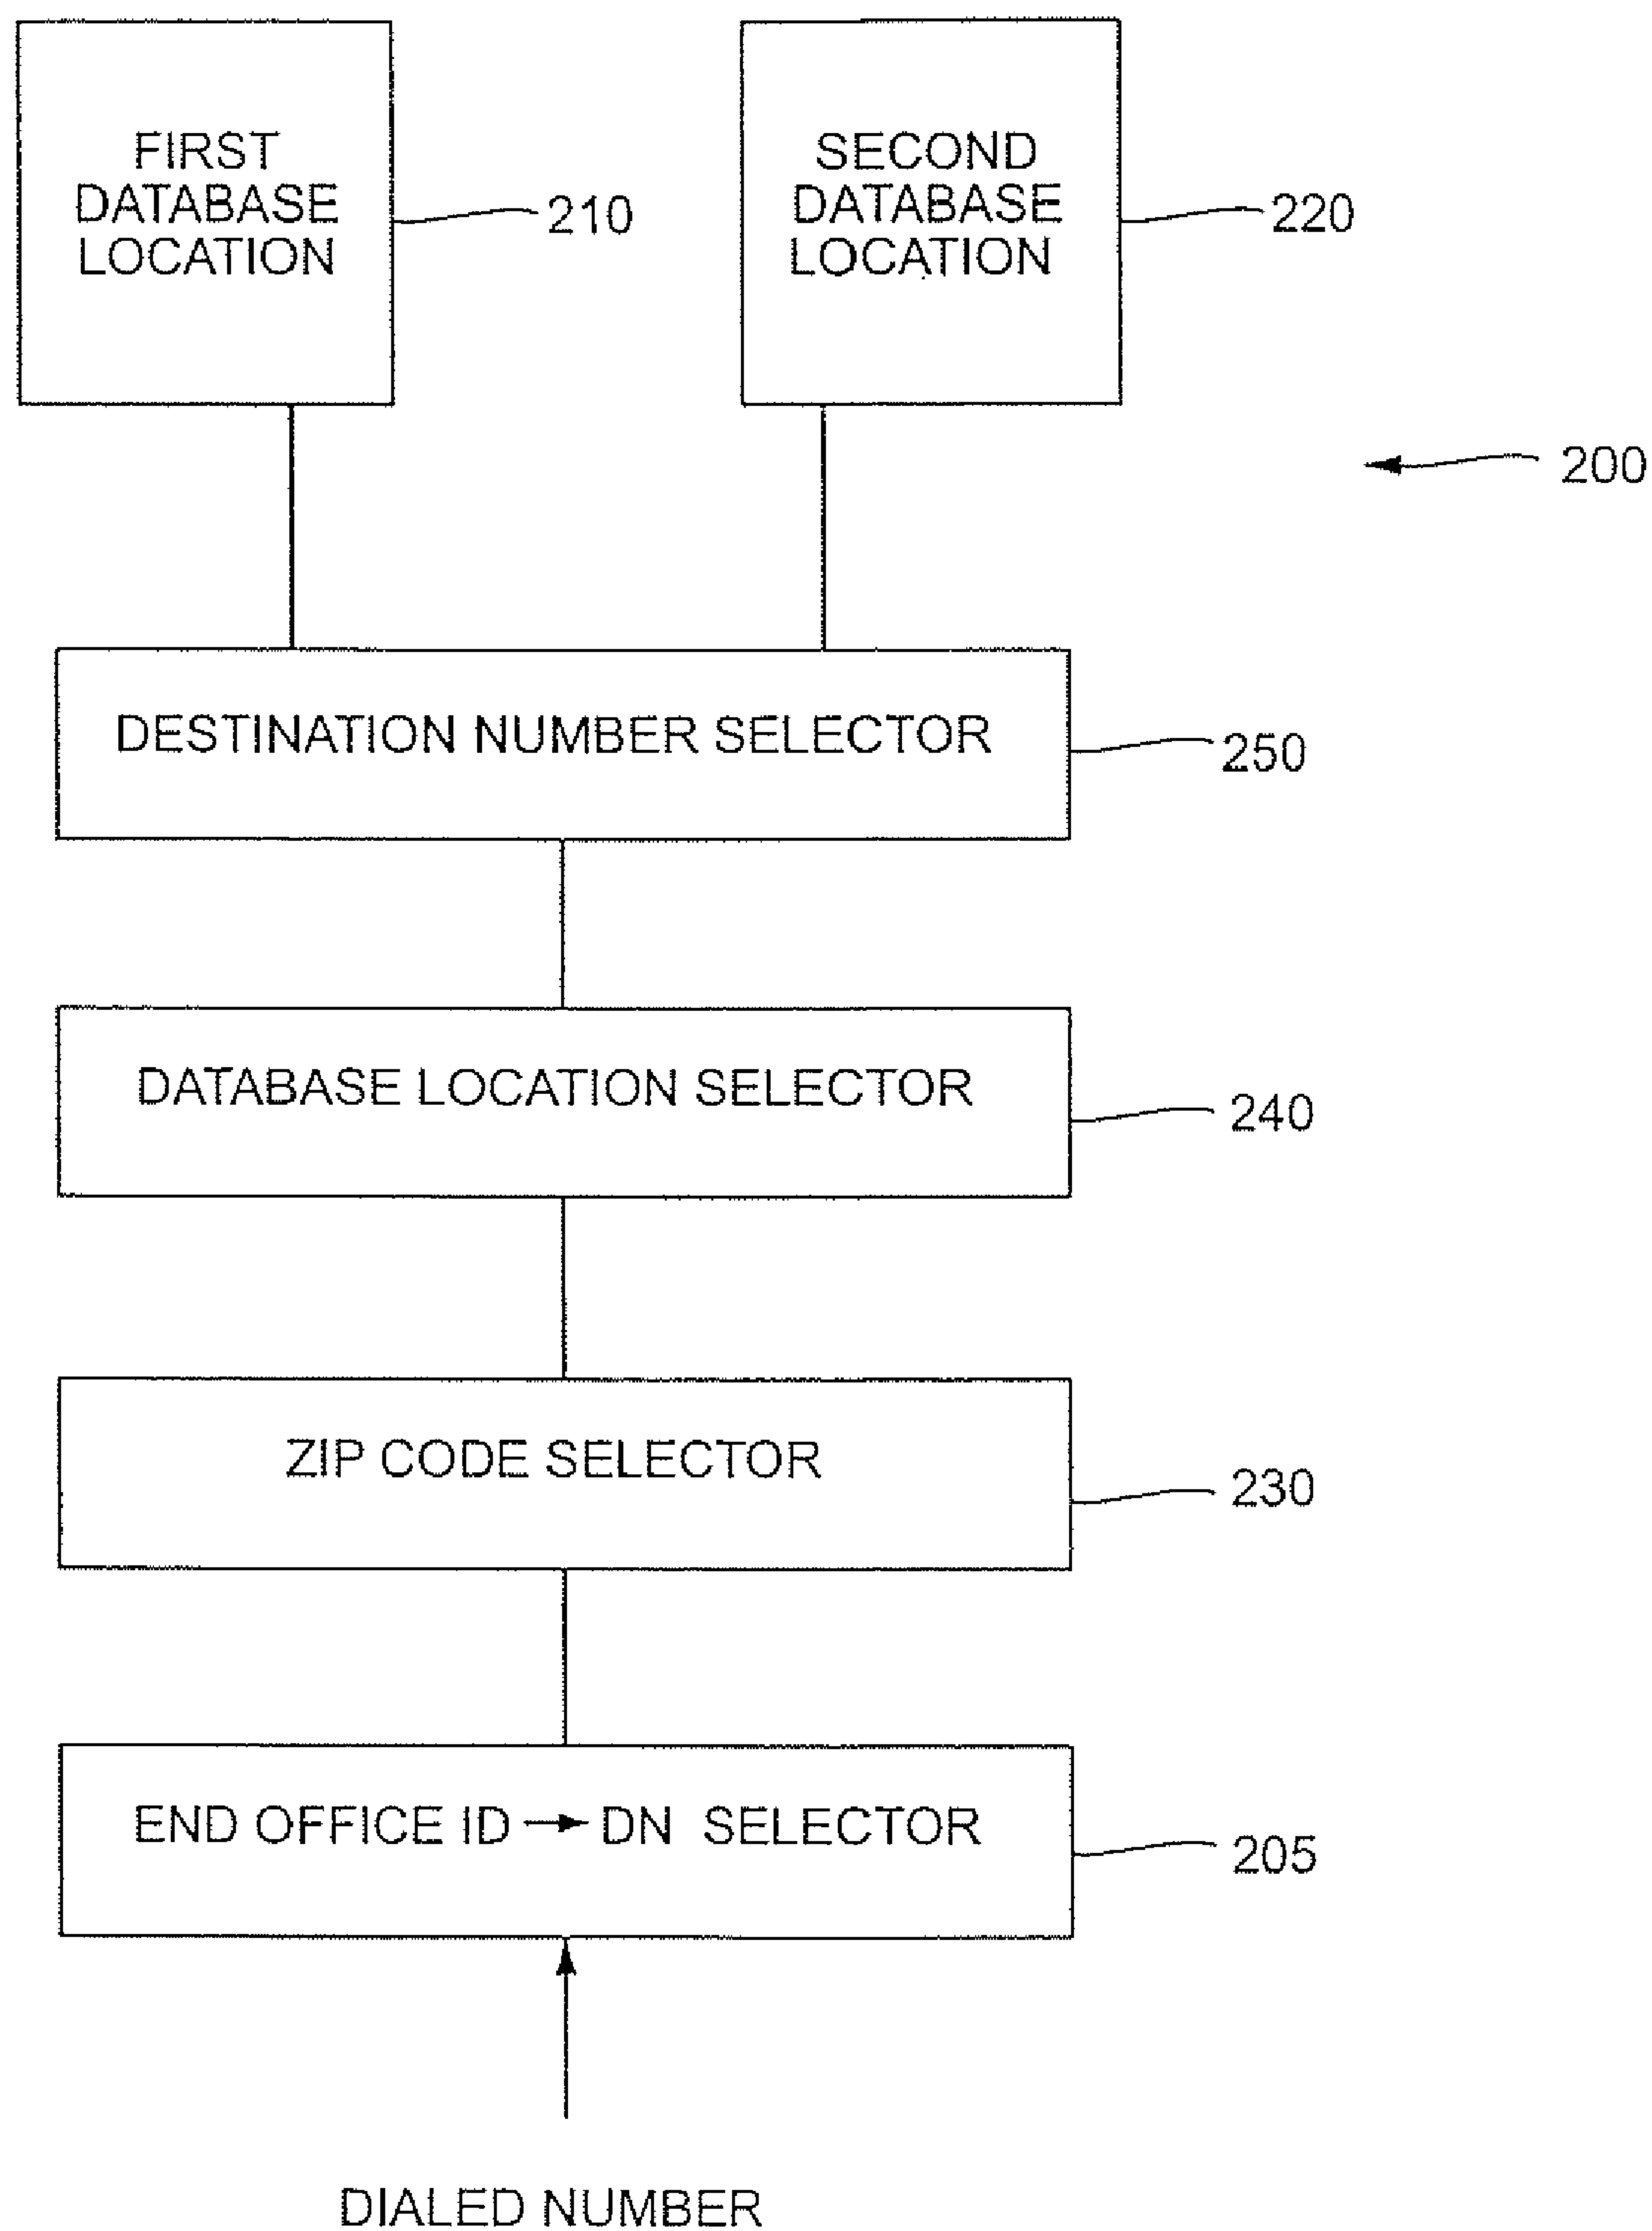 FIRST
DATABASE
LOCATION
210
SECOND
DATABASE
LOCATION
220
200
DESTINATION NUMBER SELECTOR
250
DATABASE LOCATION SELECTOR
240
ZIP CODE SELECTOR
230
END OFFICE ID → DN SELECTOR
205
DIALED NUMBER